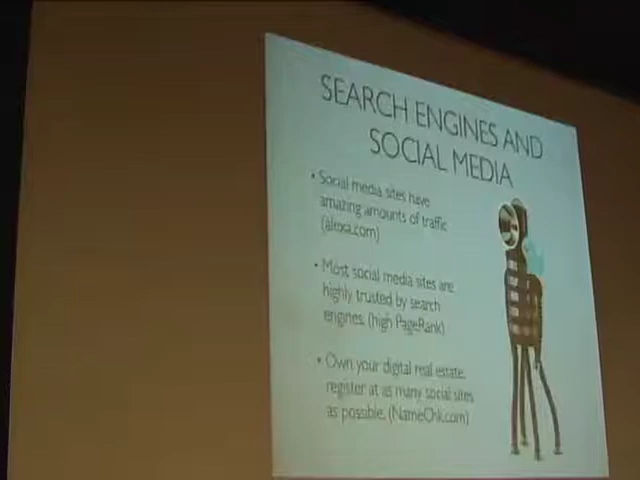 SEARCH ENGINES AND
SOCIAL MEDIA
• Social media sites have
amazing amounts of traffic
(alexa.com)
• Most social media sites are
highly trusted by search
engines. (high PageRank)
• Own your digital real estate.
register at as many social sites
as possible. (NameChk.com)